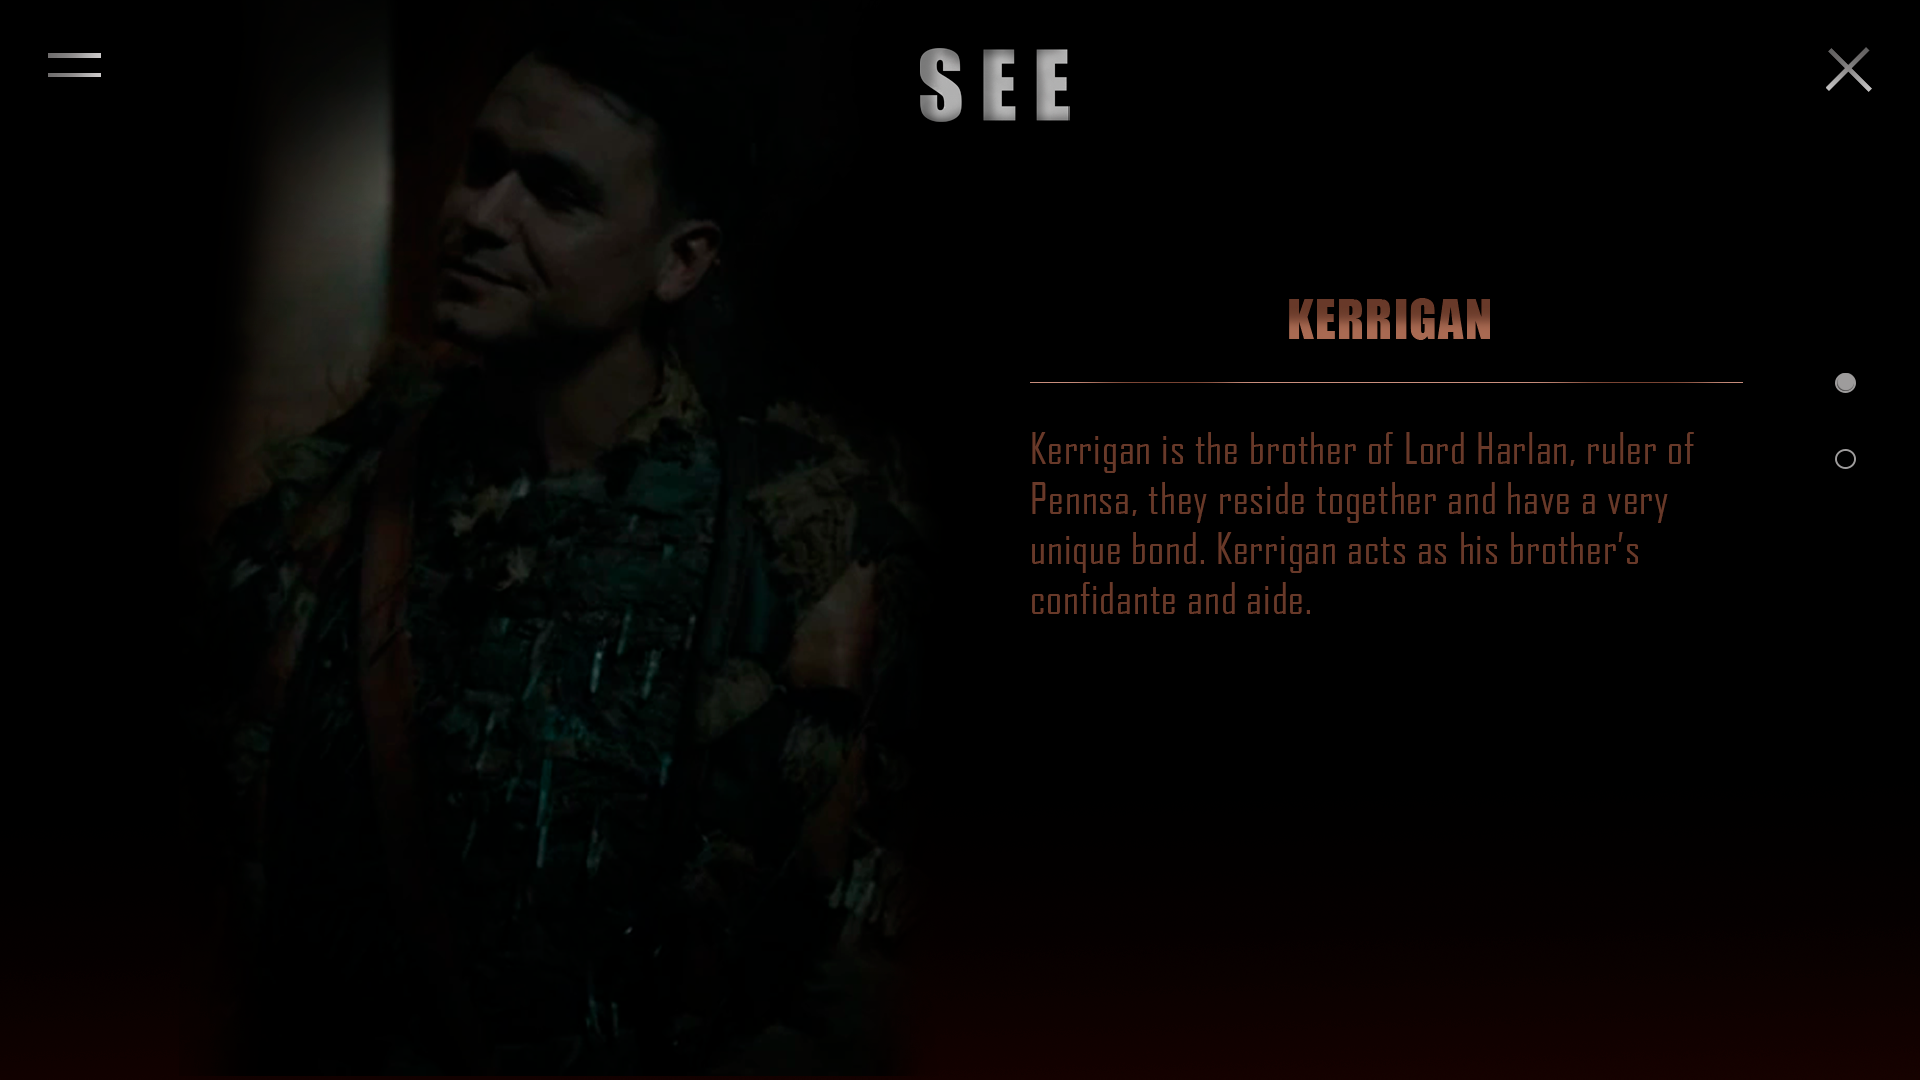 SEE
KERRIGAN
Kerrigan is the brother of Lord Harlan, ruler of
Pennsa, they reside together and have a very
unique bond. Kerrigan acts as his brother’s
confidante and aide.